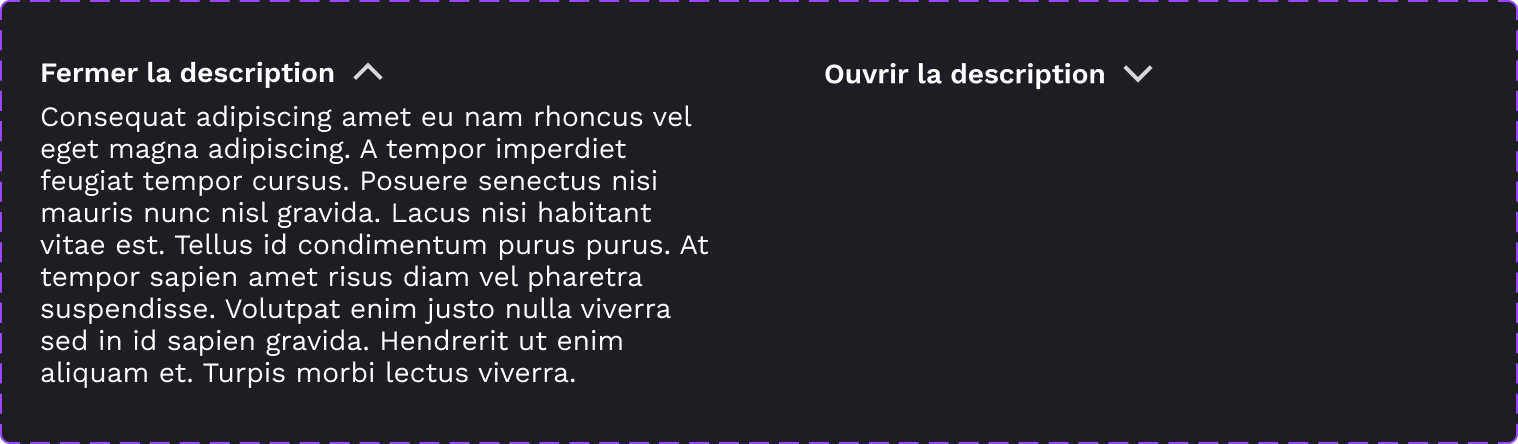 Fermer la description
Consequat adipiscing amet eu nam rhoncus vel
eget magna adipiscing. A tempor imperdiet
feugiat tempor cursus. Posuere senectus nisi
mauris nunc nisl gravida. Lacus nisi habitant
vitae est. Tellus id condimentum purus purus. At
tempor sapien amet risus diam vel pharetra
suspendisse. Volutpat enim justo nulla viverra
sed in id sapien gravida. Hendrerit ut enim
aliquam et. Turpis morbi lectus viverra.
Ouvrir la description